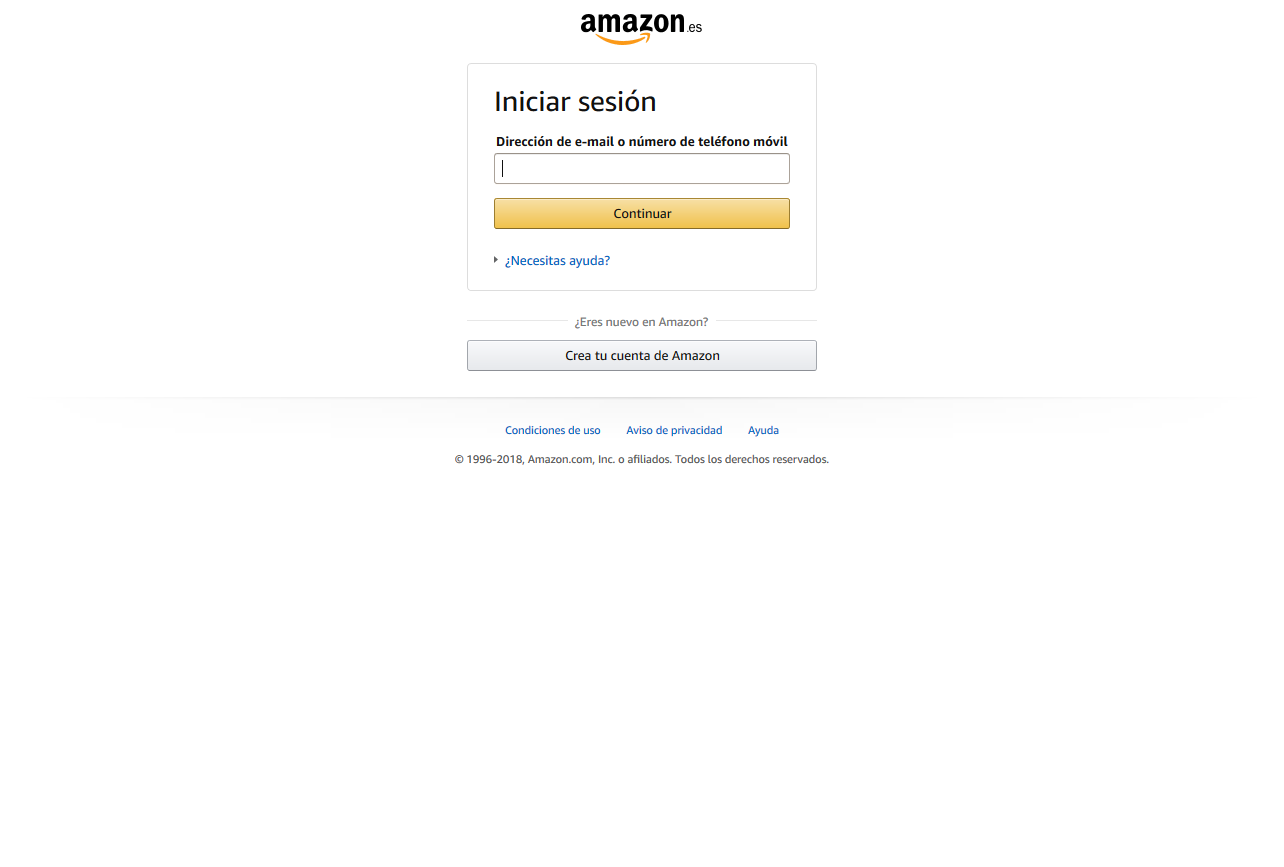 amazon.es
Iniciar sesión
Dirección de e-mail o número de teléfono móvil
Continuar
¿Necesitas ayuda?
¿Eres nuevo en Amazon?
Crea tu cuenta de Amazon
Condiciones de uso Aviso de privacidad Ayuda
© 1996-2018, Amazon.com, Inc. o afiliados. Todos los derechos reservados.